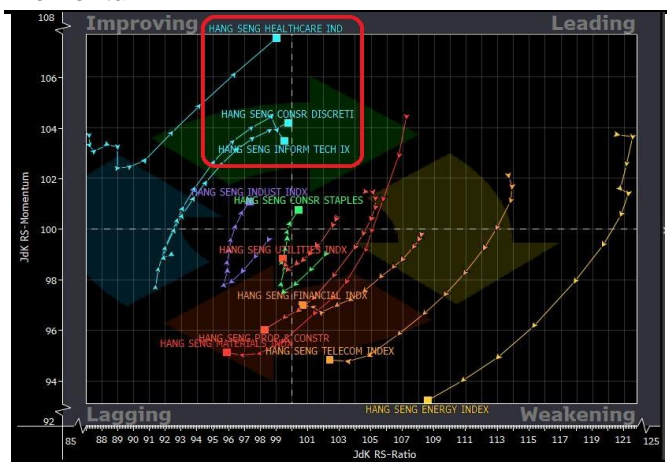 108
Improving
HANG SENG HEALTHCARE IND
Leading
106
HANG SENG CONSR DISCRETI
104
HANG SENG INFORM TECH IX
102
HANG SENG INDUST INDX
HANG SENG CONSR STAPLES
100
JdK RS-Momentum
HANG SENG UTILITIES INDX
98
HANG SENG FINANCIAL INDX
96
HANG SENG PROP & CONSTR
HANG SENG MATERIALS INDX
HANG SENG TELECOM INDEX
94
HANG SENG ENERGY INDEX
92
Lagging
Weakening
85 88 89 90 91 92 93 94 95 96 97 98 99 101 103 105 107 109 111 113 115 117 119 121 125
JdK RS-Ratio